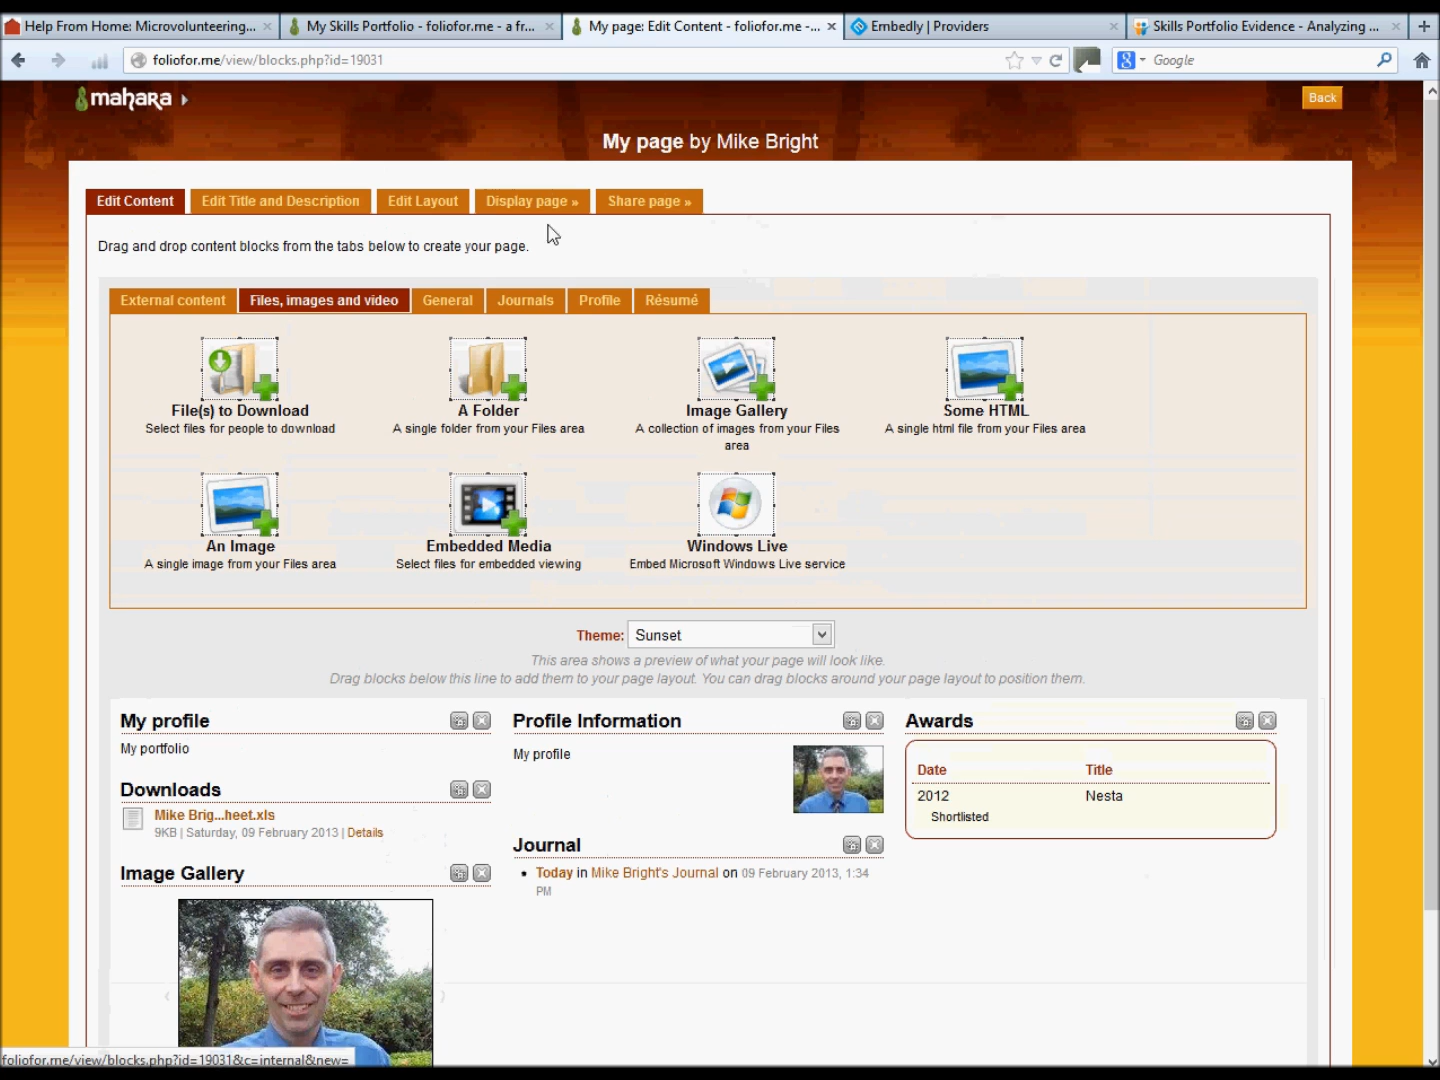 Help From Home: Microvolunteering...
My Skills Portfolio - foliofor.me - a fr...
My page: Edit Content - foliofor.me -...
Embedly | Providers
Skills Portfolio Evidence - Analyzing ...
foliofor.me/view/blocks.php?id=19031
Google
mahara
Back
My page by Mike Bright
Edit Content
Edit Title and Description
Edit Layout
Display page »
Share page »
Drag and drop content blocks from the tabs below to create your page.
External content
Files, images and video
General
Journals
Profile
Résumé
File(s) to Download
Select files for people to download
A Folder
A single folder from your Files area
Image Gallery
A collection of images from your Files
area
Some HTML
A single html file from your Files area
An Image
A single image from your Files area
Embedded Media
Select files for embedded viewing
Windows Live
Embed Microsoft Windows Live service
Theme: Sunset
This area shows a preview of what your page will look like.
Drag blocks below this line to add them to your page layout. You can drag blocks around your page layout to position them.
My profile
My portfolio
Downloads
Mike Brig...heet.xls
9KB | Saturday, 09 February 2013 | Details
Image Gallery
Profile Information
My profile
Journal
Today in Mike Bright's Journal on 09 February 2013, 1:34
PM
Awards
Date Title
2012 Nesta
Shortlisted
foliofor.me/view/blocks.php?id=19031&c=internal&new=